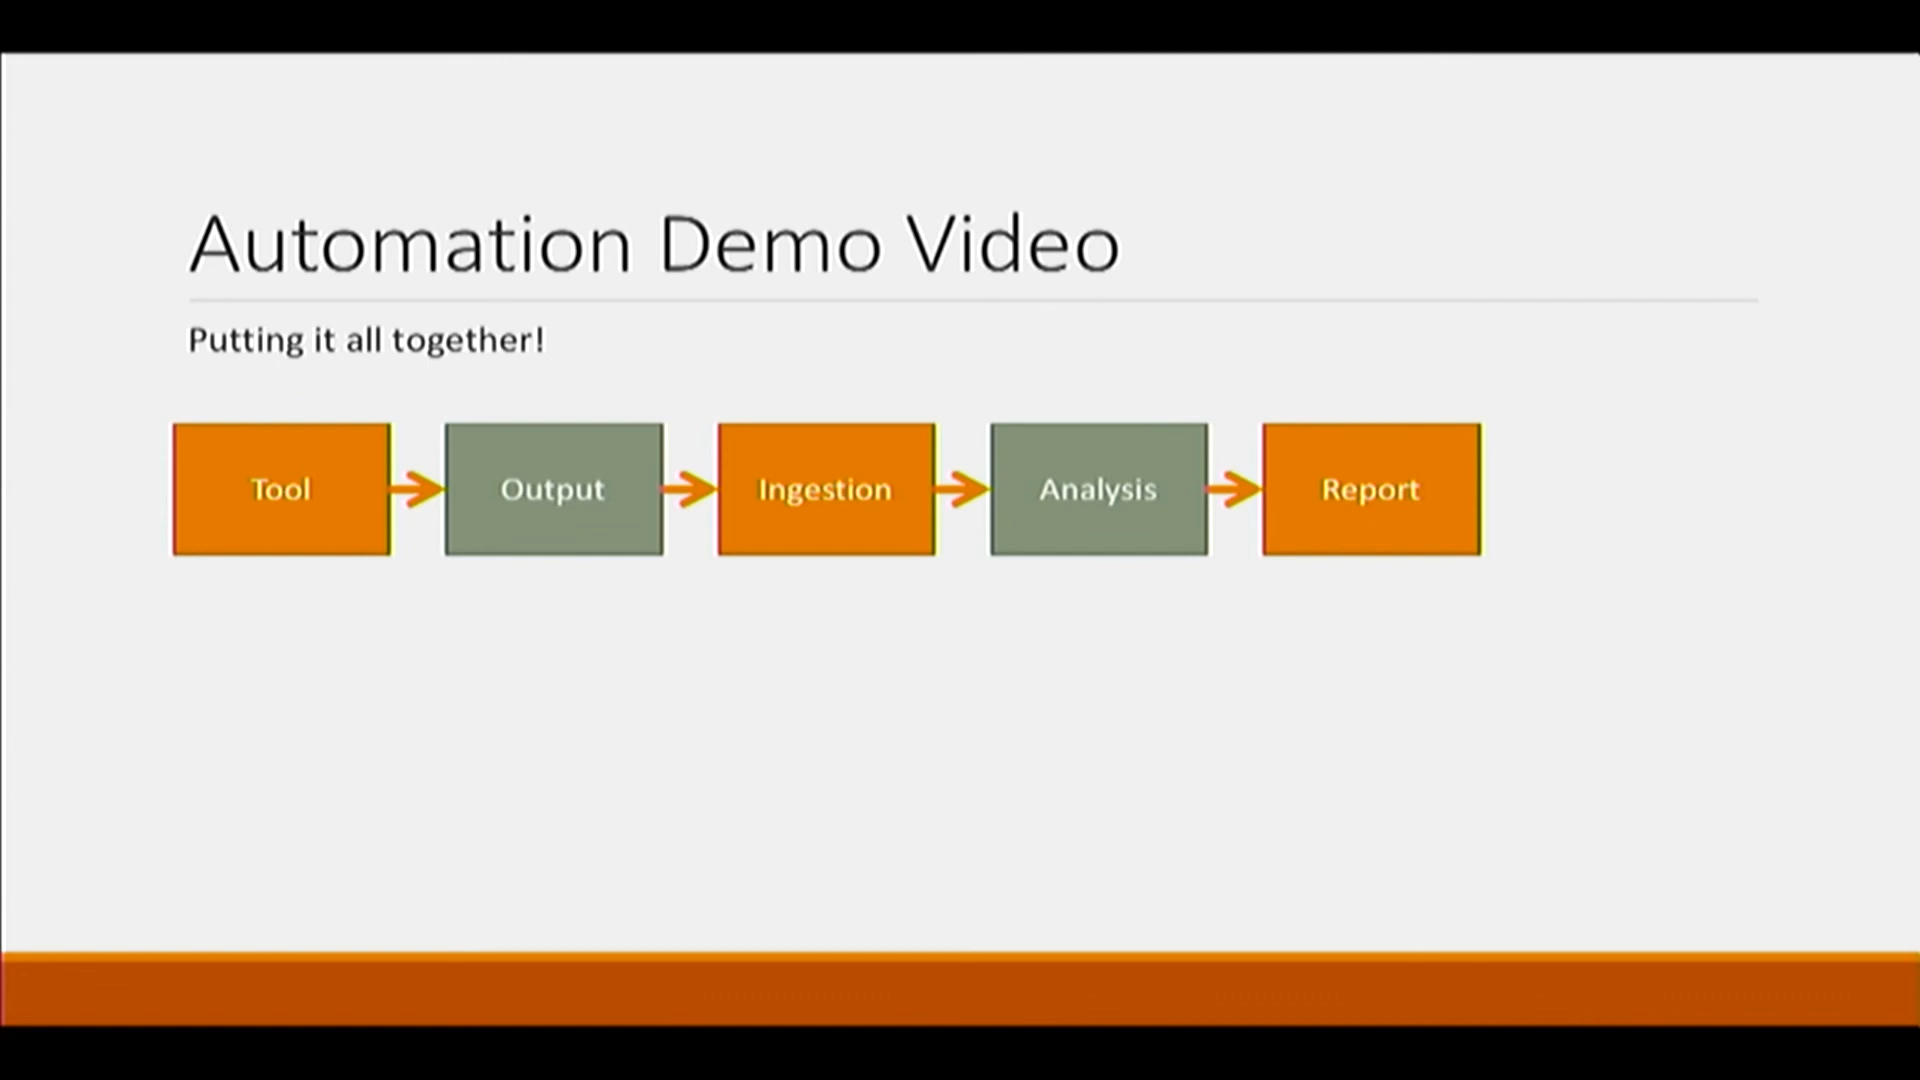 Automation Demo Video
Putting it all together!
Tool
Output
Ingestion
Analysis
Report